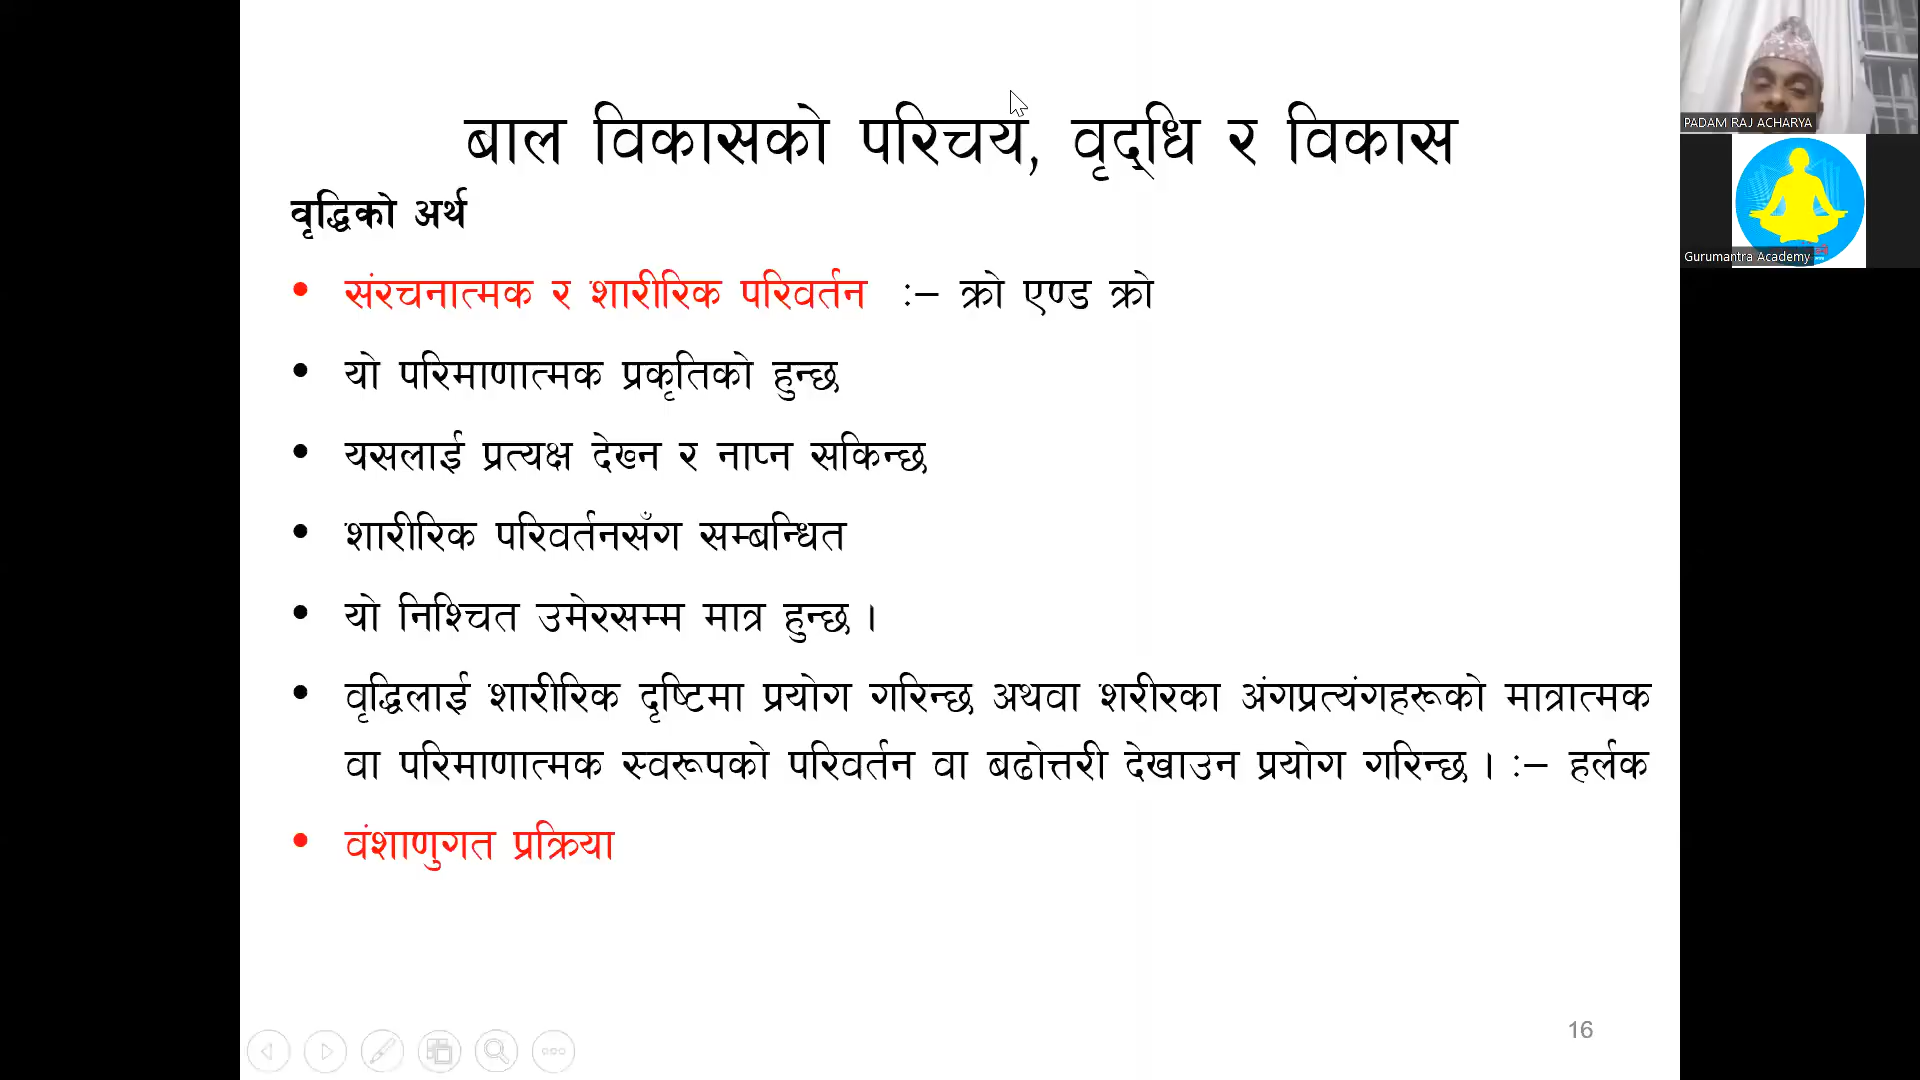 बाल विकासको परिचय, वृद्‌धि र विकास
वृद्धिको अर्थ
• संरचनात्मक र शारीरिक परिवर्तन :– क्रो एण्ड क्रो
• यो परिमाणात्मक प्रकृतिको हुन्छ
• यसलाई प्रत्यक्ष देख्न र नाप्न सकिन्छ
• शारीरिक परिवर्तनसँग सम्बन्धित
• यो निश्चित उमेरसम्म मात्र हुन्छ ।
• वृद्धिलाई शारीरिक दृष्टिमा प्रयोग गरिन्छ अथवा शरीरका अंगप्रत्यंगहरूको मात्रात्मक
वा परिमाणात्मक स्वरूपको परिवर्तन वा बढोत्तरी देखाउन प्रयोग गरिन्छ । :– हर्लक
• वंशाणुगत प्रक्रिया
16
PADAM RAJ ACHARYA
Gurumantra Academy